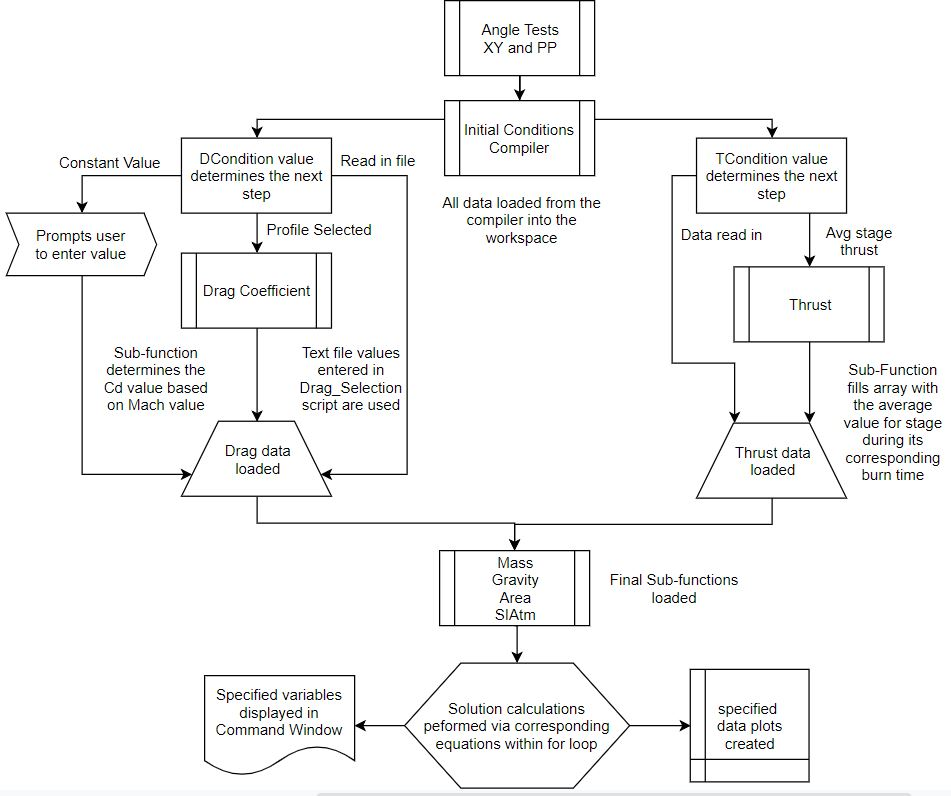 Angle Tests
XY and PP
Initial Conditions
Compiler
DCondition value
determines the next
step
Constant Value
Read in file
TCondition value
determines the next
step
All data loaded from the
compiler into the
workspace
Prompts user
to enter value
Profile Selected
Data read in
Avg stage
thrust
Drag Coefficient
Thrust
Sub-function
determines the
Cd value based
on Mach value
Text file values
entered in
Drag_Selection
script are used
Sub-Function
fills array with
the average
value for stage
during its
corresponding
burn time
Drag data
loaded
Thrust data
loaded
Mass
Gravity
Area
SIAtm
Final Sub-functions
loaded
Specified variables
displayed in
Command Window
Solution calculations
peformed via corresponding
equations within for loop
specified
data plots
created